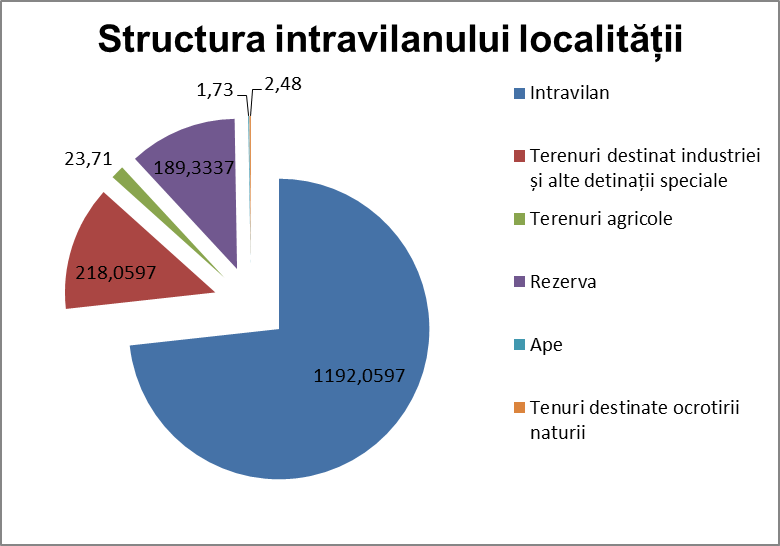 Structura intravilanului localității
1,73
2,48
23,71
189,3337
218,0597
1192,0597
Intravilan
Terenuri destinat industriei
și alte detinații speciale
Terenuri agricole
Rezerva
Ape
Tenuri destinate ocrotirii
naturii